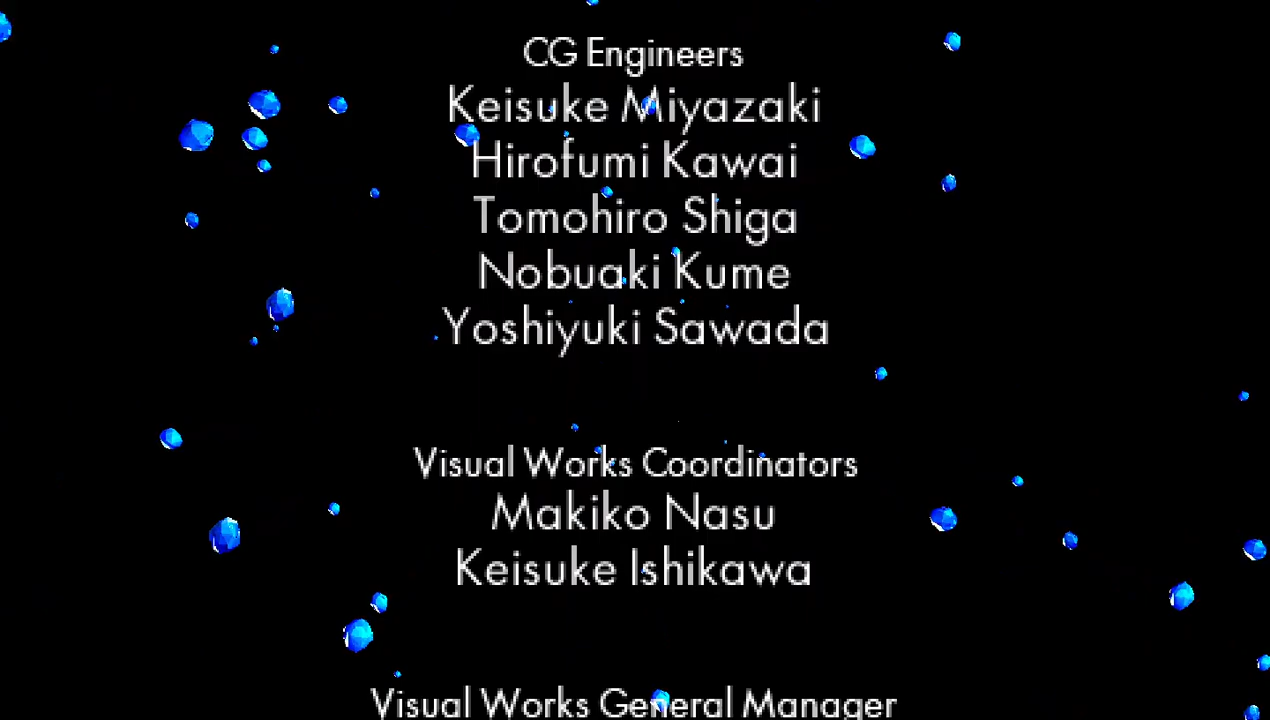 CG Engineers
Keisuke Miyazaki
Hirofumi Kawai
Tomohiro Shiga
Nobuaki Kume
Yoshiyuki Sawada
Visual Works Coordinators
Makiko Nasu
Keisuke Ishikawa
Visual Works General Manager